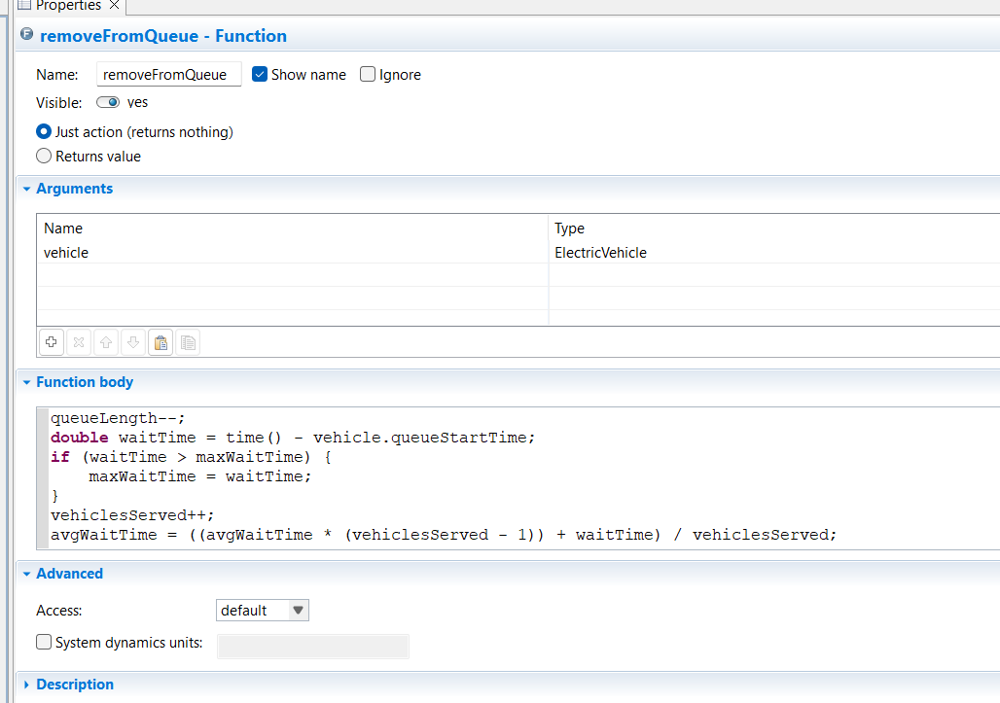 Properties
removeFromQueue - Function
Name: removeFromQueue Show name Ignore
Visible: yes
Just action (returns nothing)
Returns value
Arguments
Name Type
vehicle ElectricVehicle
Function body
queueLength--;
double waitTime = time() - vehicle.queueStartTime;
if (waitTime > maxWaitTime) {
    maxWaitTime = waitTime;
}
vehiclesServed++;
avgWaitTime = ((avgWaitTime * (vehiclesServed - 1)) + waitTime) / vehiclesServed;
Advanced
Access: default
System dynamics units:
Description